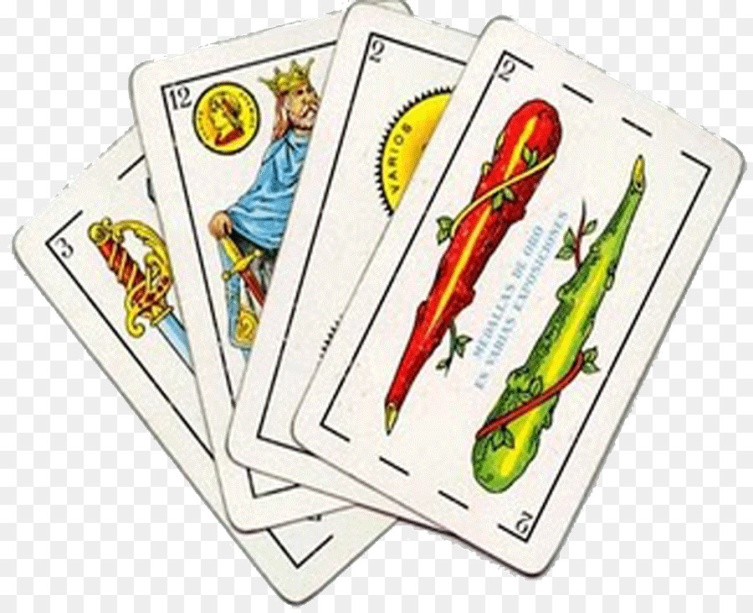 3
12
2
VARIOS
2
MEDALLAS DE ORO
EN VARIAS EXPOSICIONES
2